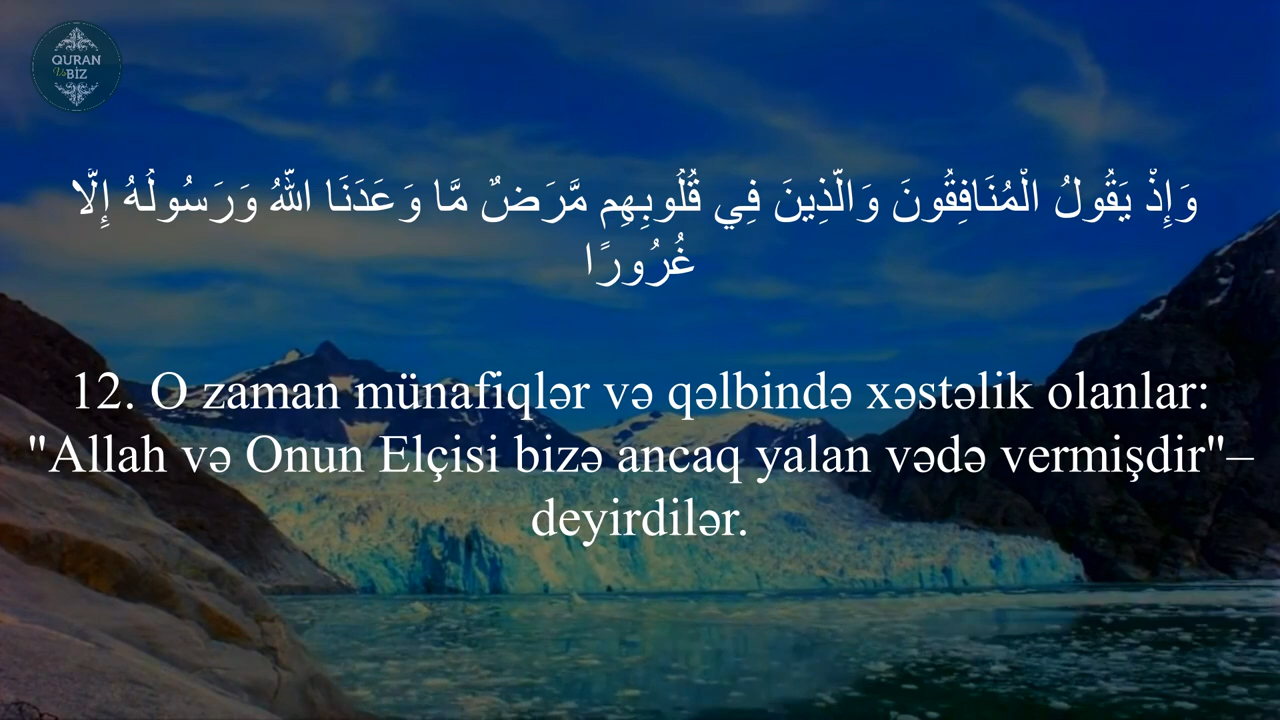 QURAN
Və BİZ
وَإِذْ يَقُولُ الْمُنَافِقُونَ وَالَّذِينَ فِي قُلُوبِهِم مَّرَضٌ مَّا وَعَدَنَا اللَّهُ وَرَسُولُهُ إِلَّا
غُرُورًا
12. O zaman münafiqlər və qəlbində xəstəlik olanlar:
"Allah və Onun Elçisi bizə ancaq yalan vədə vermişdir"–
deyirdilər.